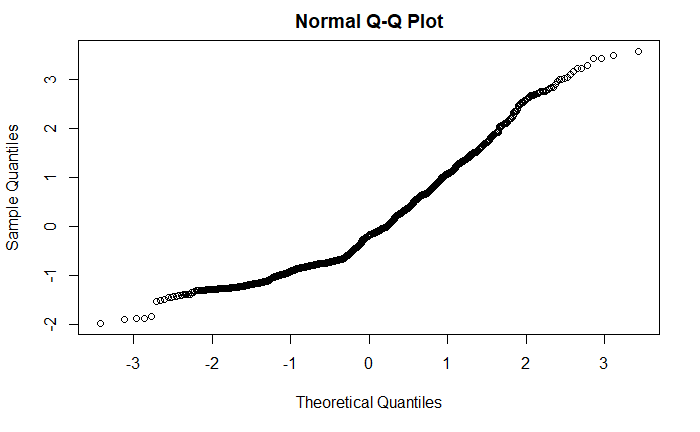 Normal Q-Q Plot
Sample Quantiles
3
2
1
0
-1
-2
-3 -2 -1 0 1 2 3
Theoretical Quantiles